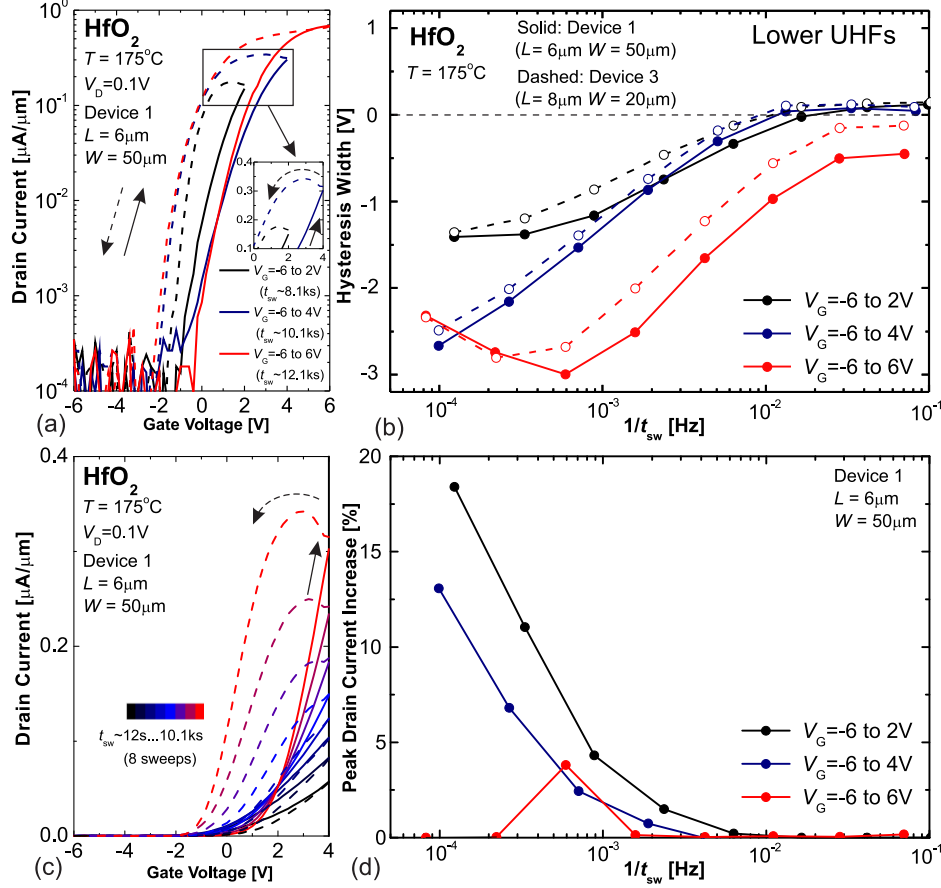 HfO2
T = 175°C
VD=0.1V
Device 1
L = 6μm
W = 50μm
10^0
10^-1
10^-2
10^-3
10^-4
Drain Current [μA/μm]
-6 -4 -2 0 2 4 6
Gate Voltage [V]
0.4
0.3
0.2
0.1
0 2 4
VG=-6 to 2V
(tsw~8.1ks)
VG=-6 to 4V
(tsw~10.1ks)
VG=-6 to 6V
(tsw~12.1ks)
(a)
HfO2
T = 175°C
Solid: Device 1
(L= 6μm W = 50μm)
Dashed: Device 3
(L= 8μm W = 20μm)
Lower UHFs
1
0
-1
-2
-3
Hysteresis Width [V]
VG=-6 to 2V
VG=-6 to 4V
VG=-6 to 6V
10^-4 10^-3 10^-2 10^-1
1/tsw [Hz]
(b)
HfO2
T = 175°C
VD=0.1V
Device 1
L = 6μm
W = 50μm
0.4
0.2
0.0
Drain Current [μA/μm]
tsw~12s...10.1ks
(8 sweeps)
-6 -4 -2 0 2 4
Gate Voltage [V]
(c)
Device 1
L = 6μm
W = 50μm
20
15
10
5
0
Peak Drain Current Increase [%]
VG=-6 to 2V
VG=-6 to 4V
VG=-6 to 6V
10^-4 10^-3 10^-2 10^-1
1/tsw [Hz]
(d)